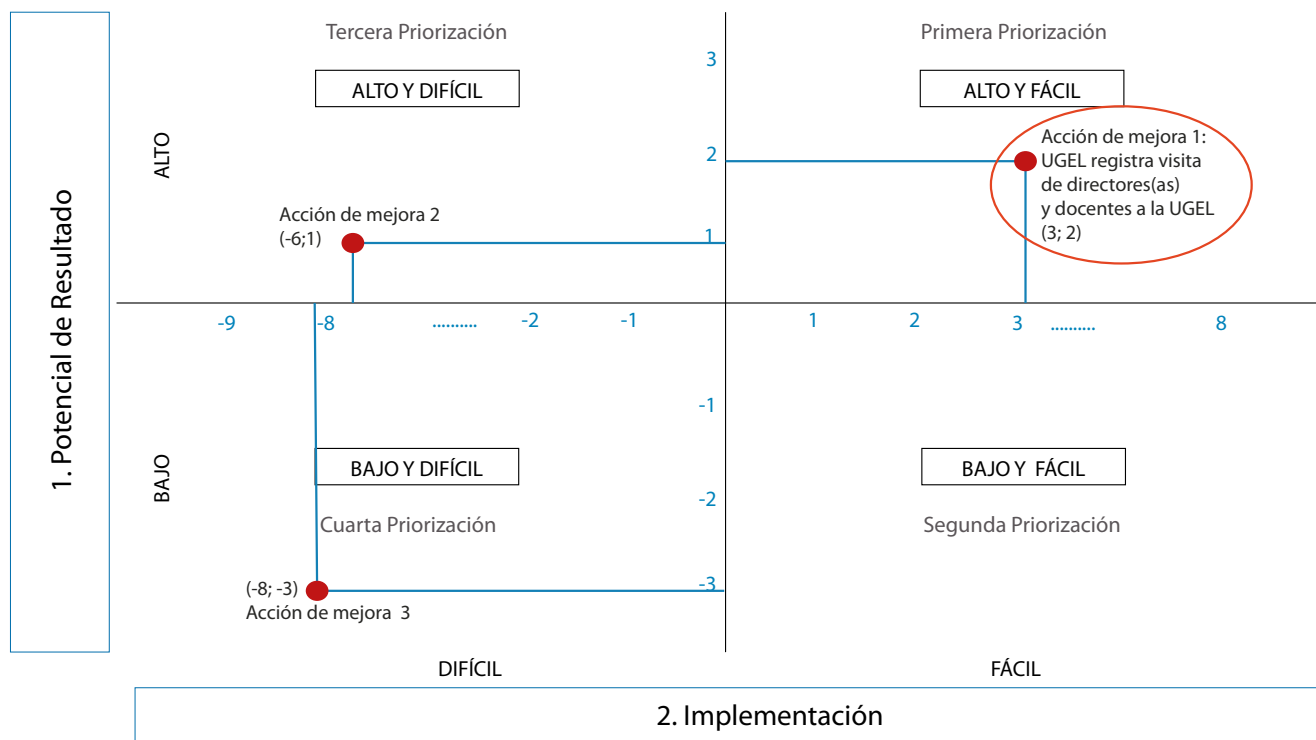 Tercera Priorización
ALTO Y DIFÍCIL
Primera Priorización
ALTO Y FÁCIL
3
2
1
Acción de mejora 1:
UGEL registra visita
de directores(as)
y docentes a la UGEL
(3; 2)
Acción de mejora 2
(-6;1)
ALTO
1. Potencial de Resultado
-9
-8
..........
-2
-1
1
2
3
..........
8
-1
-2
-3
BAJO
BAJO Y DIFÍCIL
Cuarta Priorización
BAJO Y FÁCIL
Segunda Priorización
(-8; -3)
Acción de mejora 3
DIFÍCIL
FÁCIL
2. Implementación